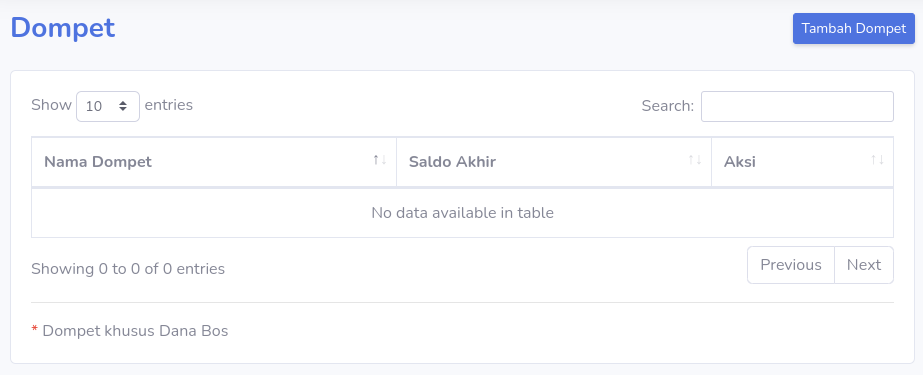 Dompet
Tambah Dompet
Show 10 entries
Search:
Nama Dompet
Saldo Akhir
Aksi
No data available in table
Showing 0 to 0 of 0 entries
Previous
Next
* Dompet khusus Dana Bos